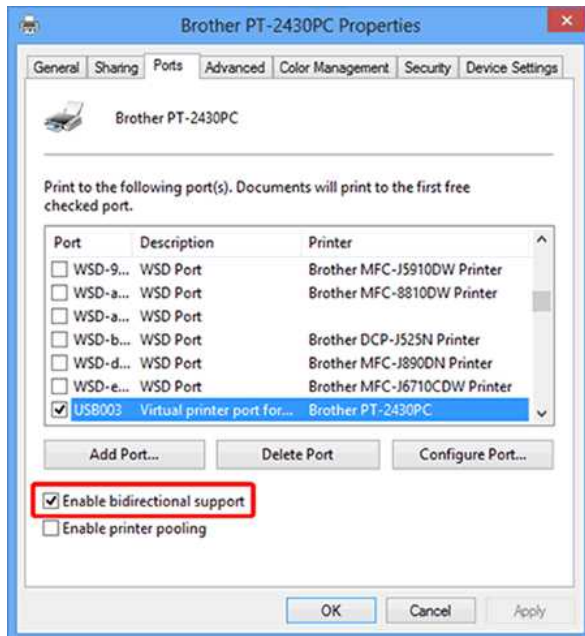 Brother PT-2430PC Properties
General Sharing Ports Advanced Color Management Security Device Settings
Brother PT-2430PC
Print to the following port(s). Documents will print to the first free
checked port.
Port Description Printer
WSD-9... WSD Port Brother MFC-J5910DW Printer
WSD-a... WSD Port Brother MFC-8810DW Printer
WSD-a... WSD Port
WSD-b... WSD Port Brother DCP-J525N Printer
WSD-d... WSD Port Brother MFC-J890DN Printer
WSD-e... WSD Port Brother MFC-J6710CDW Printer
USB003 Virtual printer port for... Brother PT-2430PC
Add Port... Delete Port Configure Port...
Enable bidirectional support
Enable printer pooling
OK Cancel Apply